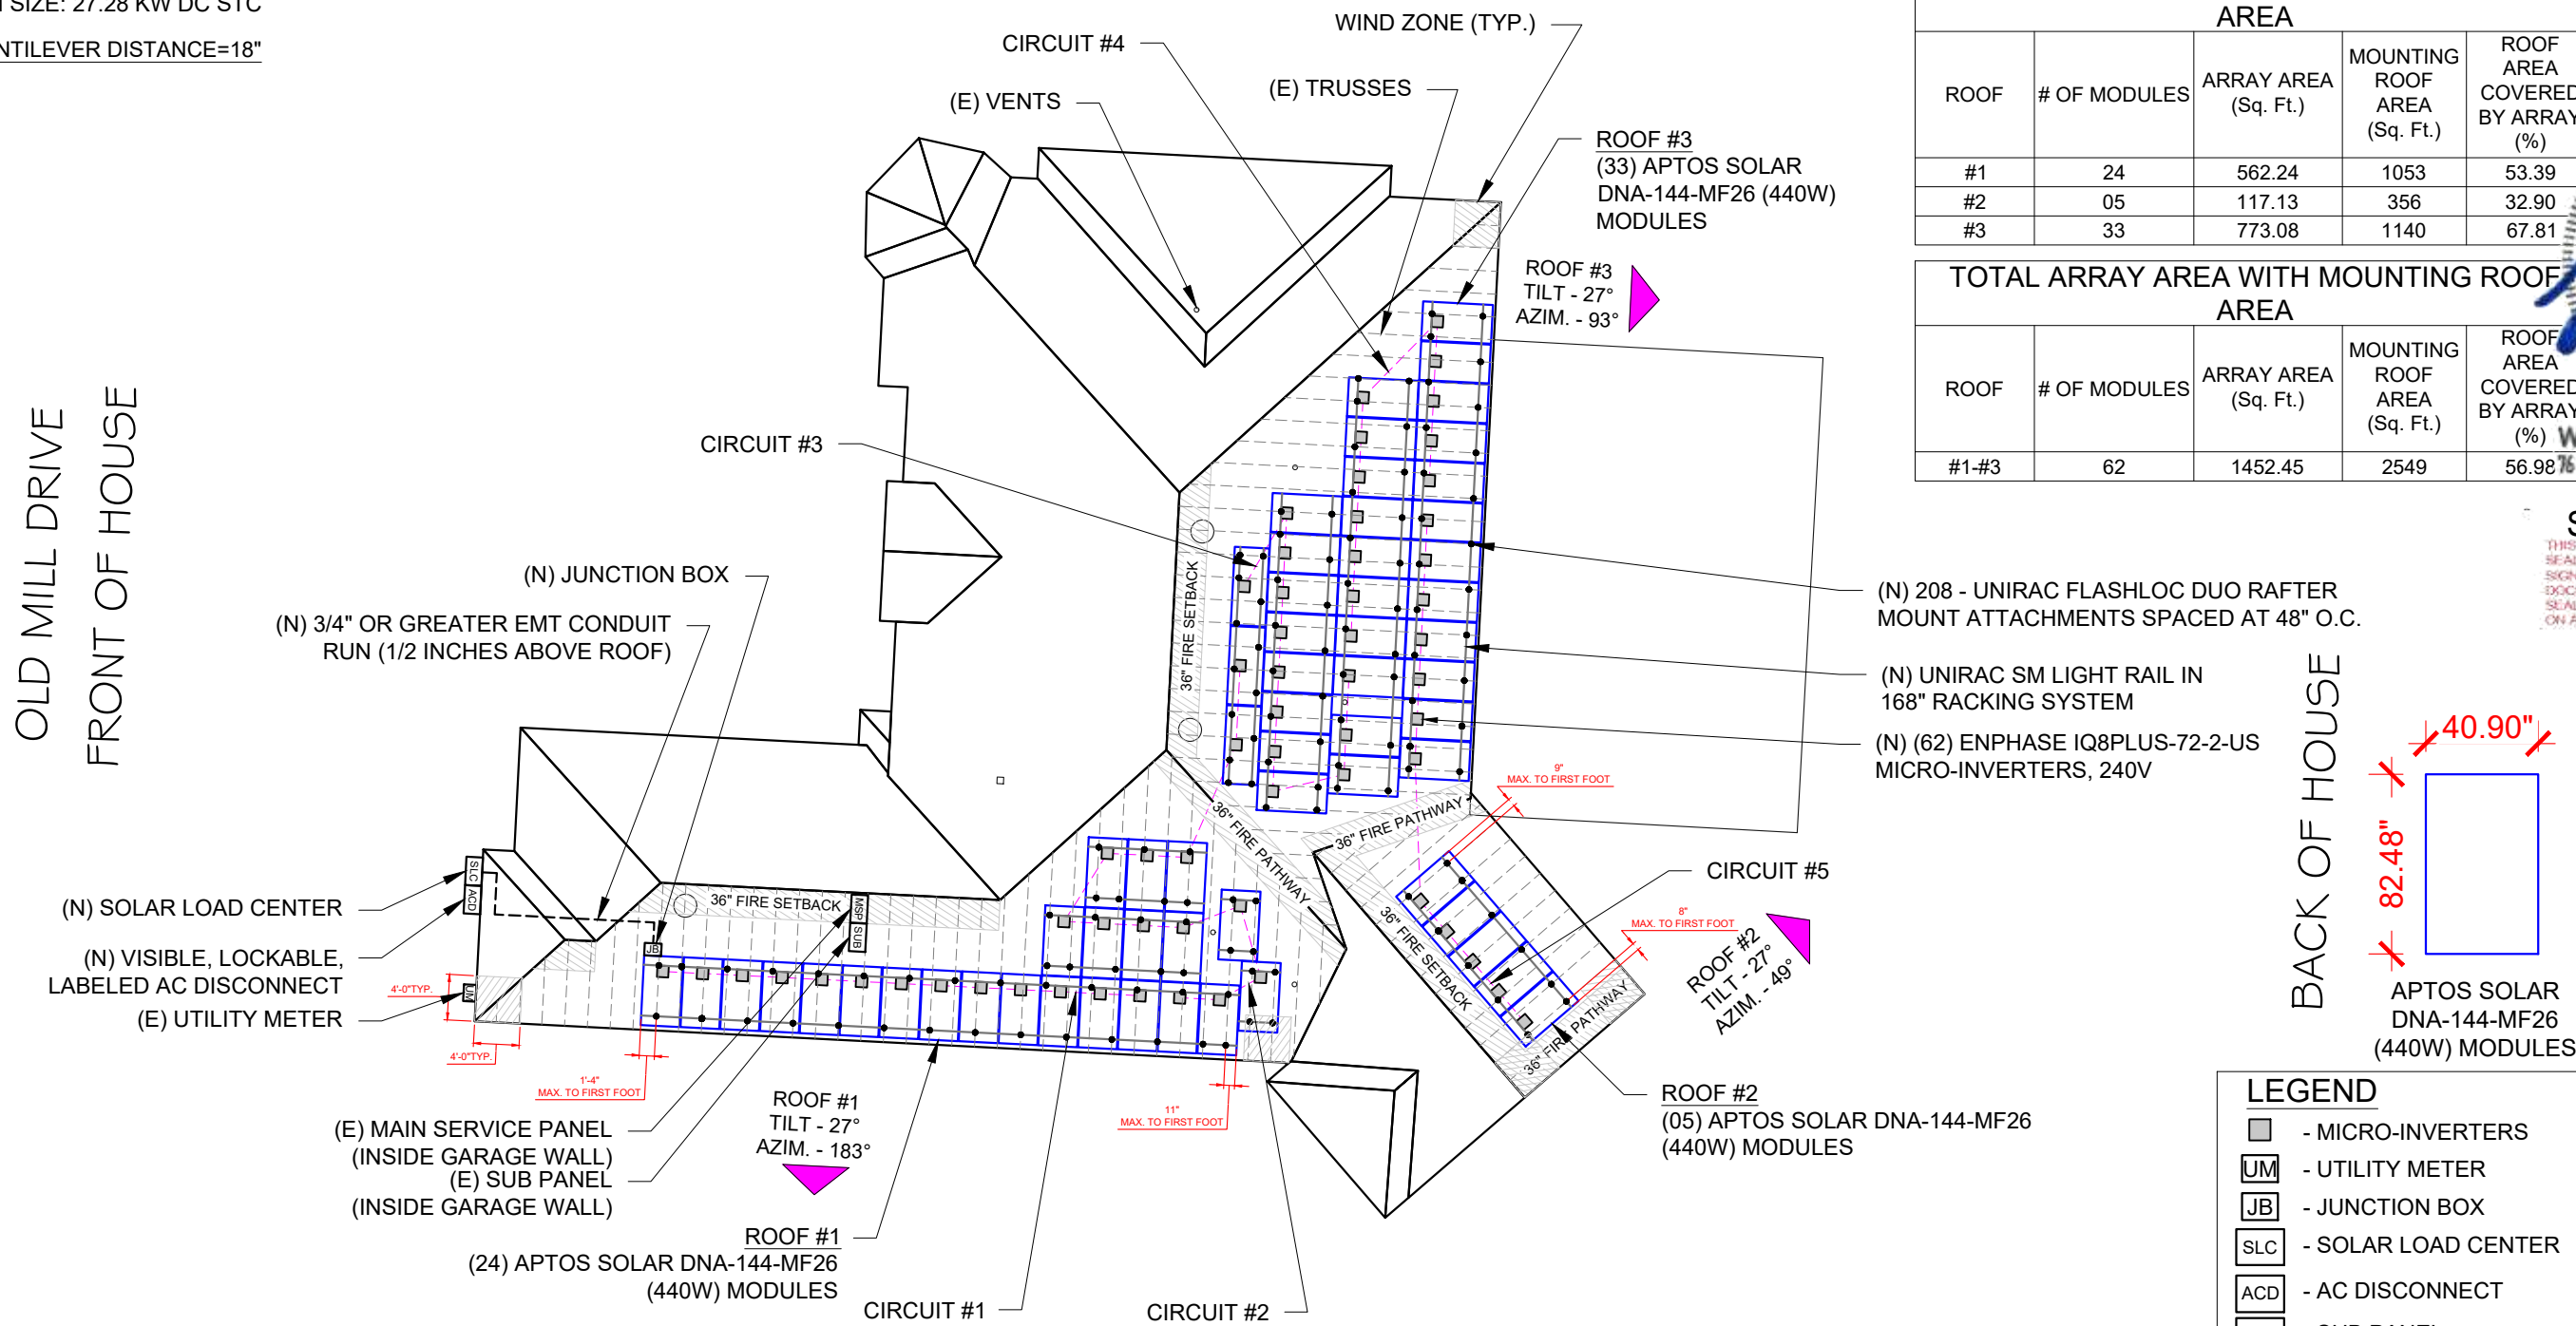 SIZE: 27.28 KW DC STC
NTILEVER DISTANCE=18"
OLD MILL DRIVE
FRONT OF HOUSE
CIRCUIT #4
WIND ZONE (TYP.)
(E) VENTS
(E) TRUSSES
ROOF #3
(33) APTOS SOLAR
DNA-144-MF26 (440W)
MODULES
ROOF #3
TILT - 27°
AZIM. - 93°
CIRCUIT #3
(N) JUNCTION BOX
(N) 3/4" OR GREATER EMT CONDUIT
RUN (1/2 INCHES ABOVE ROOF)
36" FIRE SETBACK
(N) 208 - UNIRAC FLASHLOC DUO RAFTER
MOUNT ATTACHMENTS SPACED AT 48" O.C.
(N) UNIRAC SM LIGHT RAIL IN
168" RACKING SYSTEM
(N) (62) ENPHASE IQ8PLUS-72-2-US
MICRO-INVERTERS, 240V
9"
MAX. TO FIRST FOOT
36" FIRE PATHWAY
36" FIRE PATHWAY
CIRCUIT #5
8"
MAX. TO FIRST FOOT
ROOF #2
TILT - 27°
AZIM. - 49°
36" FIRE SETBACK
36" FIRE PATHWAY
SLC
ACD
(N) SOLAR LOAD CENTER
(N) VISIBLE, LOCKABLE,
LABELED AC DISCONNECT
(E) UTILITY METER
UM
JB
36" FIRE SETBACK
MSP
SUB
4'-0"TYP.
4'-0"TYP.
1'-4"
MAX. TO FIRST FOOT
11"
MAX. TO FIRST FOOT
(E) MAIN SERVICE PANEL
(INSIDE GARAGE WALL)
(E) SUB PANEL
(INSIDE GARAGE WALL)
ROOF #1
TILT - 27°
AZIM. - 183°
ROOF #1
(24) APTOS SOLAR DNA-144-MF26
(440W) MODULES
CIRCUIT #1
CIRCUIT #2
ROOF #2
(05) APTOS SOLAR DNA-144-MF26
(440W) MODULES
AREA
ROOF # OF MODULES ARRAY AREA (Sq. Ft.) MOUNTING ROOF AREA (Sq. Ft.) ROOF AREA COVERED BY ARRAY (%)
#1 24 562.24 1053 53.39
#2 05 117.13 356 32.90
#3 33 773.08 1140 67.81
TOTAL ARRAY AREA WITH MOUNTING ROOF
AREA
ROOF # OF MODULES ARRAY AREA (Sq. Ft.) MOUNTING ROOF AREA (Sq. Ft.) ROOF AREA COVERED BY ARRAY (%)
#1-#3 62 1452.45 2549 56.98
BACK OF HOUSE
40.90"
82.48"
APTOS SOLAR
DNA-144-MF26
(440W) MODULES
LEGEND
- MICRO-INVERTERS
UM - UTILITY METER
JB - JUNCTION BOX
SLC - SOLAR LOAD CENTER
ACD - AC DISCONNECT